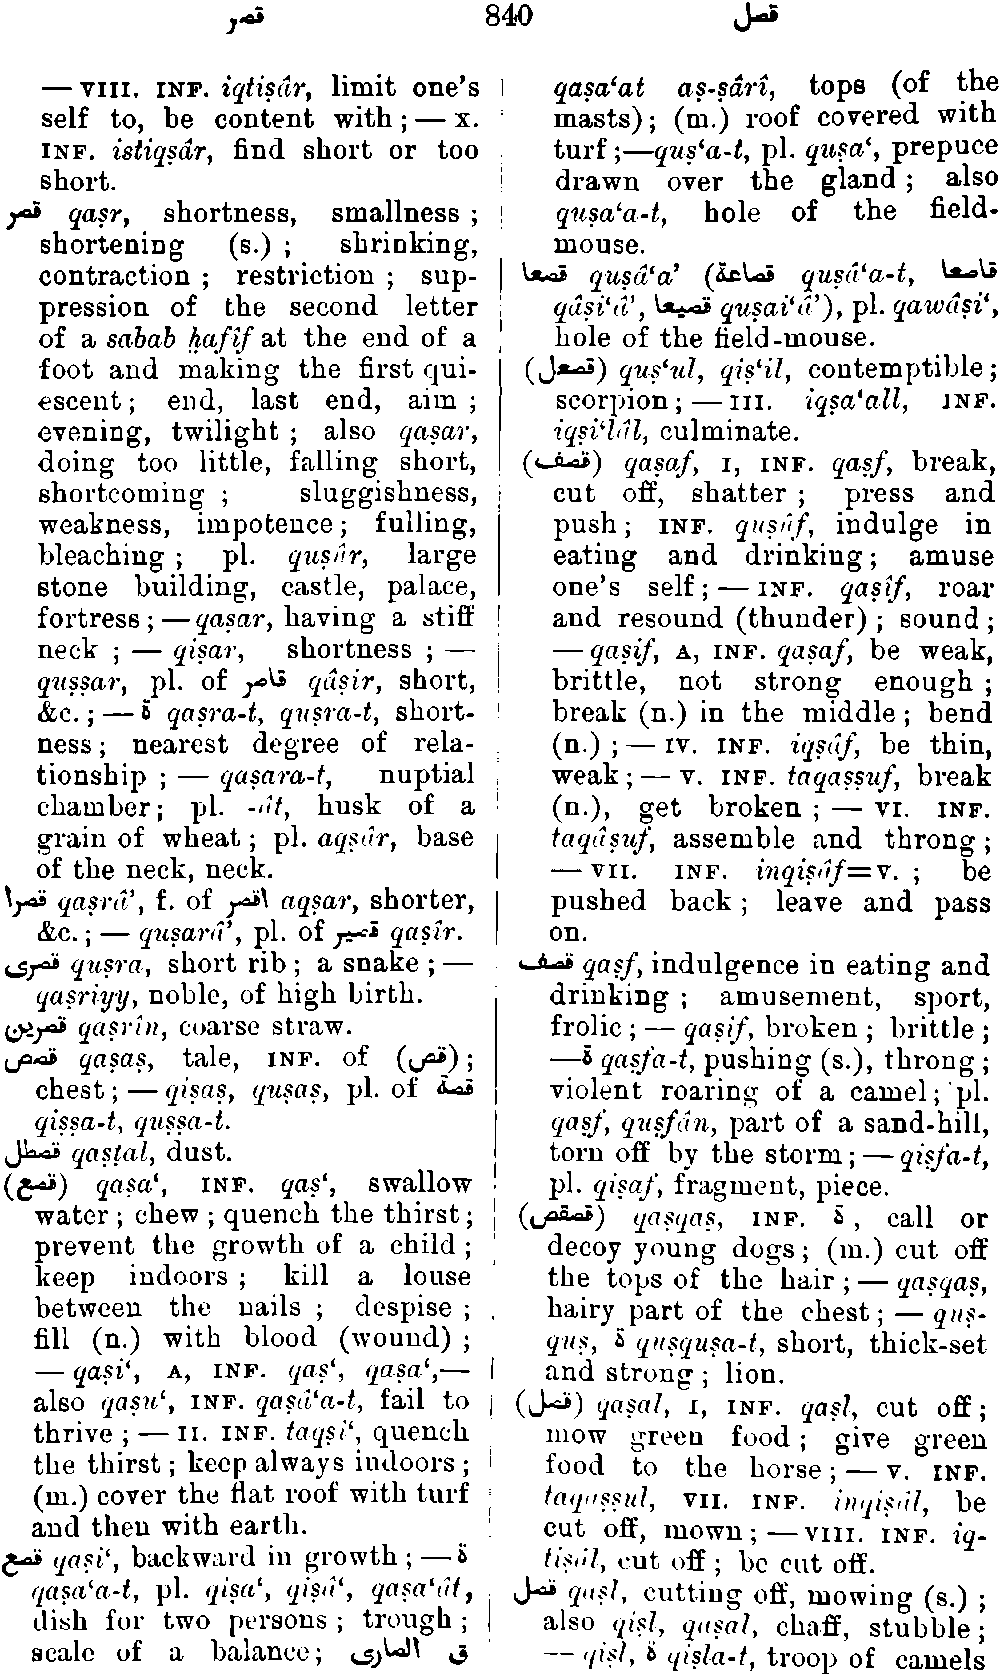 قصر 840 قصل
— VIII. INF. iqtiṣâr, limit one's
self to, be content with; — X.
INF. istiqṣâr, find short or too
short.
قصر qaṣr, shortness, smallness;
shortening (s.); shrinking,
contraction; restriction; sup-
pression of the second letter
of a sabab ḫafîf at the end of a
foot and making the first qui-
escent; end, last end, aim;
evening, twilight; also qaṣar,
doing too little, falling short,
shortcoming; sluggishness,
weakness, impotence; fulling,
bleaching; pl. quṣûr, large
stone building, castle, palace,
fortress; — qaṣar, having a stiff
neck; — qiṣar, shortness; —
quṣṣar, pl. of قاصر qâṣir, short,
&c.; — ة qaṣra-t, quṣra-t, short-
ness; nearest degree of rela-
tionship; — qaṣara-t, nuptial
chamber; pl. -ât, husk of a
grain of wheat; pl. aqṣâr, base
of the neck, neck.
قصرا qaṣrâ’, f. of اقصر aqṣar, shorter,
&c.; — quṣarâ’, pl. of قصير qaṣîr.
قصرى quṣra, short rib; a snake; —
qaṣriyy, noble, of high birth.
قصرين qaṣrîn, coarse straw.
قصص qaṣaṣ, tale, INF. of (قص);
chest; — qiṣaṣ, quṣaṣ, pl. of قصة
qiṣṣa-t, quṣṣa-t.
قصطل qaṣṭal, dust.
(قصع) qaṣa‘, INF. qaṣ‘, swallow
water; chew; quench the thirst;
prevent the growth of a child;
keep indoors; kill a louse
between the nails; despise;
fill (n.) with blood (wound);
— qaṣi‘, A, INF. qaṣ‘, qaṣa‘,—
also qaṣu‘, INF. qaṣâ‘a-t, fail to
thrive; — II. INF. taqṣî‘, quench
the thirst; keep always indoors;
(m.) cover the flat roof with turf
and then with earth.
قصع qaṣi‘, backward in growth; — ة
qaṣa‘a-t, pl. qiṣa‘, qiṣâ‘, qaṣa‘ât,
dish for two persons; trough;
scale of a balance; ق الصارى
qaṣa‘at aṣ-ṣârî, tops (of the
masts); (m.) roof covered with
turf;—quṣ‘a-t, pl. quṣa‘, prepuce
drawn over the gland; also
quṣa‘a-t, hole of the field-
mouse.
قصعا quṣâ‘a’ (قصاعة quṣâ‘a-t, قاصعا
qâṣi‘â’, قصيعا quṣai‘â’), pl. qawâṣi‘,
hole of the field-mouse.
(قصعل) quṣ‘ul, qiṣ‘il, contemptible;
scorpion; — III. iqṣa‘all, INF.
iqṣi‘lâl, culminate.
(قصف) qaṣaf, I, INF. qaṣf, break,
cut off, shatter; press and
push; INF. quṣûf, indulge in
eating and drinking; amuse
one's self; — INF. qaṣîf, roar
and resound (thunder); sound;
— qaṣif, A, INF. qaṣaf, be weak,
brittle, not strong enough;
break (n.) in the middle; bend
(n.); — IV. INF. iqṣâf, be thin,
weak; — V. INF. taqaṣṣuf, break
(n.), get broken; — VI. INF.
taqâṣuf, assemble and throng;
— VII. INF. inqiṣâf=V.; be
pushed back; leave and pass
on.
قصف qaṣf, indulgence in eating and
drinking; amusement, sport,
frolic; — qaṣif, broken; brittle;
—ة qaṣfa-t, pushing (s.), throng;
violent roaring of a camel; pl.
qaṣf, quṣfân, part of a sand-hill,
torn off by the storm; — qiṣfa-t,
pl. qiṣaf, fragment, piece.
(قصقص) qaṣqaṣ, INF. ة, call or
decoy young dogs; (m.) cut off
the tops of the hair; — qaṣqaṣ,
hairy part of the chest; — quṣ-
quṣ, ة quṣquṣa-t, short, thick-set
and strong; lion.
(قصل) qaṣal, I, INF. qaṣl, cut off;
mow green food; give green
food to the horse; — V. INF.
taqaṣṣul, VII. INF. inqiṣâl, be
cut off, mown; — VIII. INF. iq-
tiṣâl, cut off; be cut off.
قصل qaṣl, cutting off, mowing (s.);
also qiṣl, qaṣal, chaff, stubble;
— qiṣl, ة qiṣla-t, troop of camels